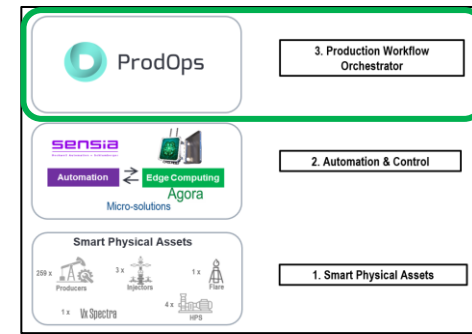 ProdOps
3. Production Workflow
Orchestrator
sensia
Automation
Edge Computing
Agora
Micro-solutions
2. Automation & Control
Smart Physical Assets
259 x
Producers
3 x
Injectors
1 x
Flare
1 x
Vx Spectra
4 x
HPS
1. Smart Physical Assets